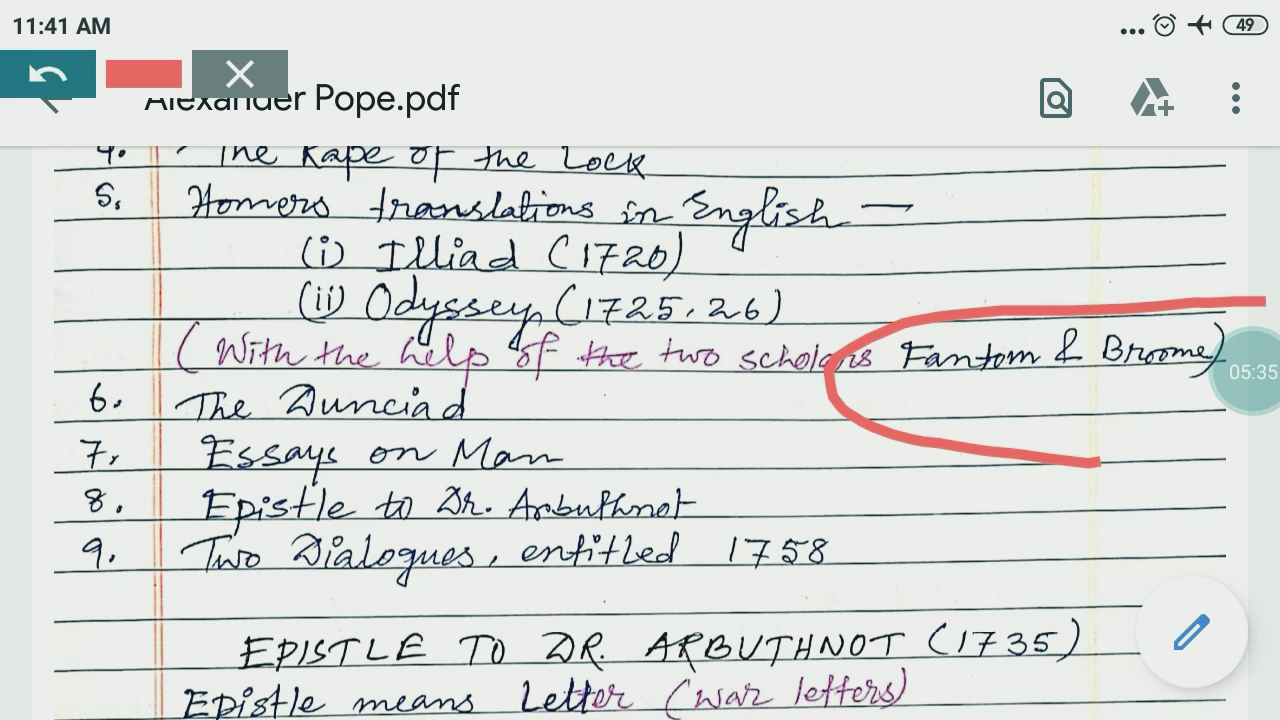 11:41 AM
49
Alexander Pope.pdf
4. The Rape of the Lock
5. Homers translations in English —
(i) Illiad (1720)
(ii) Odyssey (1725, 26)
(With the help of the two scholars Fantom & Broome)
05:35
6. The Dunciad
7. Essays on Man
8. Epistle to Dr. Arbuthnot
9. Two Dialogues, entitled 1758
EPISTLE TO DR. ARBUTHNOT (1735)
Epistle means Letter (war letters)